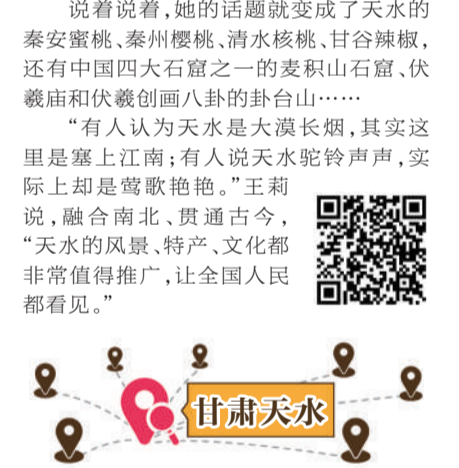 说着说着,她的话题就变成了天水的
秦安蜜桃、秦州樱桃、清水核桃、甘谷辣椒,
还有中国四大石窟之一的麦积山石窟、伏
羲庙和伏羲创画八卦的卦台山……
“有人认为天水是大漠长烟,其实这
里是塞上江南;有人说天水驼铃声声,实
际上却是莺歌艳艳。”王莉
说,融合南北、贯通古今,
“天水的风景、特产、文化都
非常值得推广,让全国人民
都看见。”
甘肃天水